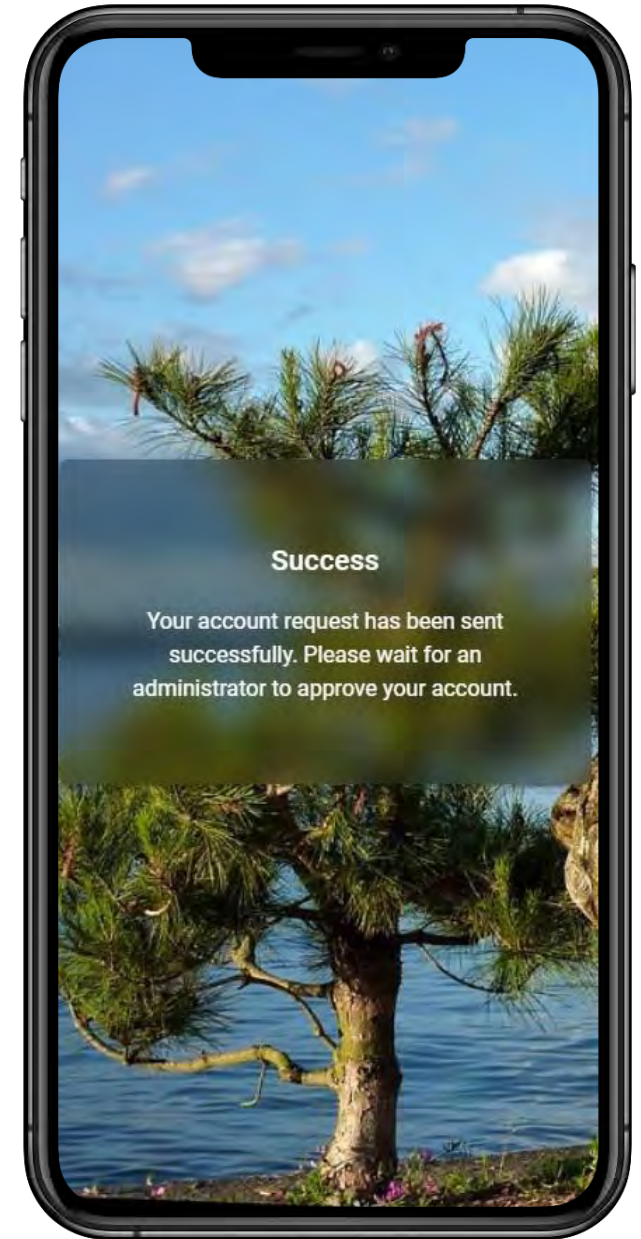 Success
Your account request has been sent
successfully. Please wait for an
administrator to approve your account.